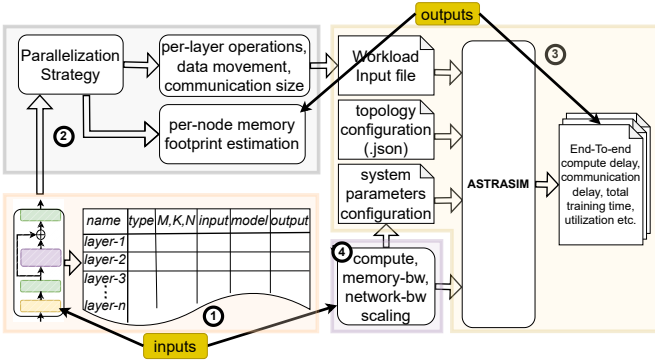 outputs
Parallelization
Strategy
per-layer operations,
data movement,
communication size
per-node memory
footprint estimation
2
Workload
Input file
topology
configuration
(.json)
system
parameters
configuration
ASTRASIM
3
End-To-end
compute delay,
communication
delay, total
training time,
utilization etc.
4
compute,
memory-bw,
network-bw
scaling
name type M,K,N input model output
layer-1
layer-2
layer-3
⋮
layer-n
1
inputs